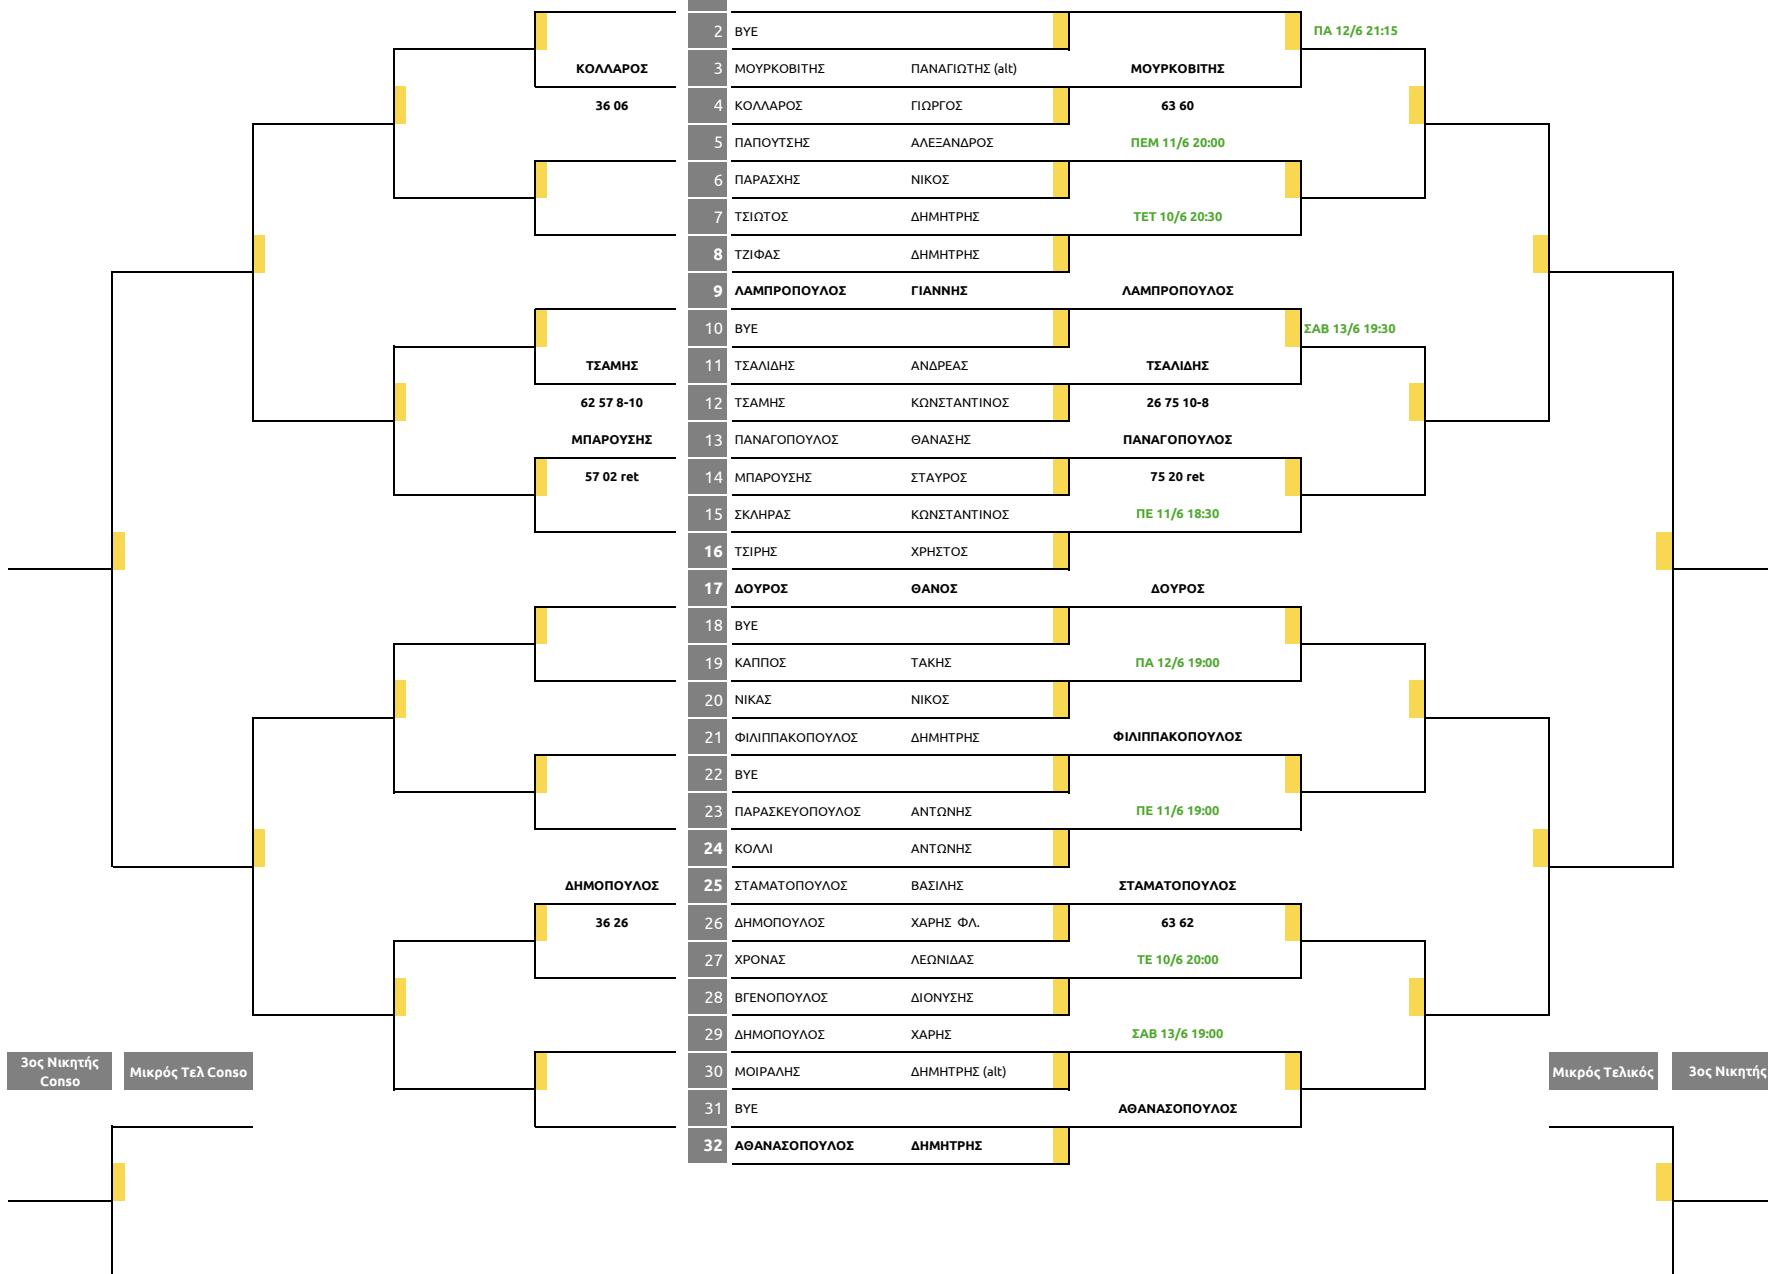 2 BYE ΠΑ 12/6 21:15
ΚΟΛΛΑΡΟΣ 3 ΜΟΥΡΚΟΒΙΤΗΣ ΠΑΝΑΓΙΩΤΗΣ (alt) ΜΟΥΡΚΟΒΙΤΗΣ
36 06 4 ΚΟΛΛΑΡΟΣ ΓΙΩΡΓΟΣ 63 60
5 ΠΑΠΟΥΤΣΗΣ ΑΛΕΞΑΝΔΡΟΣ ΠΕΜ 11/6 20:00
6 ΠΑΡΑΣΧΗΣ ΝΙΚΟΣ
7 ΤΣΙΩΤΟΣ ΔΗΜΗΤΡΗΣ ΤΕΤ 10/6 20:30
8 ΤΖΙΦΑΣ ΔΗΜΗΤΡΗΣ
9 ΛΑΜΠΡΟΠΟΥΛΟΣ ΓΙΑΝΝΗΣ ΛΑΜΠΡΟΠΟΥΛΟΣ
10 BYE ΣΑΒ 13/6 19:30
ΤΣΑΜΗΣ 11 ΤΣΑΛΙΔΗΣ ΑΝΔΡΕΑΣ ΤΣΑΛΙΔΗΣ
62 57 8-10 12 ΤΣΑΜΗΣ ΚΩΝΣΤΑΝΤΙΝΟΣ 26 75 10-8
ΜΠΑΡΟΥΣΗΣ 13 ΠΑΝΑΓΟΠΟΥΛΟΣ ΘΑΝΑΣΗΣ ΠΑΝΑΓΟΠΟΥΛΟΣ
57 02 ret 14 ΜΠΑΡΟΥΣΗΣ ΣΤΑΥΡΟΣ 75 20 ret
15 ΣΚΛΗΡΑΣ ΚΩΝΣΤΑΝΤΙΝΟΣ ΠΕ 11/6 18:30
16 ΤΣΙΡΗΣ ΧΡΗΣΤΟΣ
17 ΔΟΥΡΟΣ ΘΑΝΟΣ ΔΟΥΡΟΣ
18 BYE
19 ΚΑΠΠΟΣ ΤΑΚΗΣ ΠΑ 12/6 19:00
20 ΝΙΚΑΣ ΝΙΚΟΣ
21 ΦΙΛΙΠΠΑΚΟΠΟΥΛΟΣ ΔΗΜΗΤΡΗΣ ΦΙΛΙΠΠΑΚΟΠΟΥΛΟΣ
22 BYE
23 ΠΑΡΑΣΚΕΥΟΠΟΥΛΟΣ ΑΝΤΩΝΗΣ ΠΕ 11/6 19:00
24 ΚΟΛΛΙ ΑΝΤΩΝΗΣ
ΔΗΜΟΠΟΥΛΟΣ 25 ΣΤΑΜΑΤΟΠΟΥΛΟΣ ΒΑΣΙΛΗΣ ΣΤΑΜΑΤΟΠΟΥΛΟΣ
36 26 26 ΔΗΜΟΠΟΥΛΟΣ ΧΑΡΗΣ ΦΛ. 63 62
27 ΧΡΟΝΑΣ ΛΕΩΝΙΔΑΣ ΤΕ 10/6 20:00
28 ΒΓΕΝΟΠΟΥΛΟΣ ΔΙΟΝΥΣΗΣ
29 ΔΗΜΟΠΟΥΛΟΣ ΧΑΡΗΣ ΣΑΒ 13/6 19:00
3ος Νικητής
Conso Μικρός Τελ Conso 30 ΜΟΙΡΑΛΗΣ ΔΗΜΗΤΡΗΣ (alt) Μικρός Τελικός 3ος Νικητής
31 BYE ΑΘΑΝΑΣΟΠΟΥΛΟΣ
32 ΑΘΑΝΑΣΟΠΟΥΛΟΣ ΔΗΜΗΤΡΗΣ